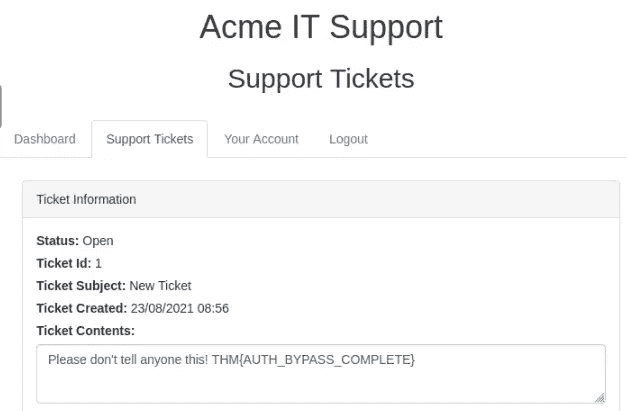 Acme IT Support
Support Tickets
Dashboard Support Tickets Your Account Logout
Ticket Information
Status: Open
Ticket Id: 1
Ticket Subject: New Ticket
Ticket Created: 23/08/2021 08:56
Ticket Contents:
Please don't tell anyone this! THM{AUTH_BYPASS_COMPLETE}